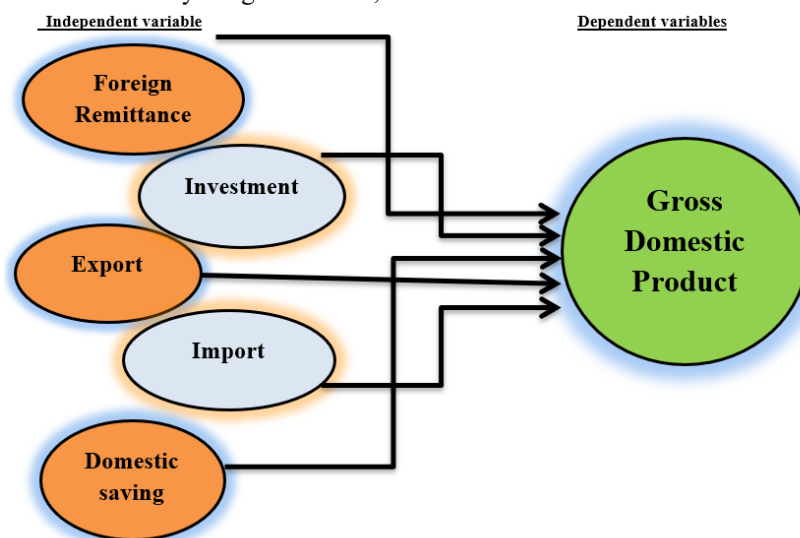 Independent variable
Dependent variables
Foreign
Remittance
Investment
Export
Import
Domestic
saving
Gross
Domestic
Product